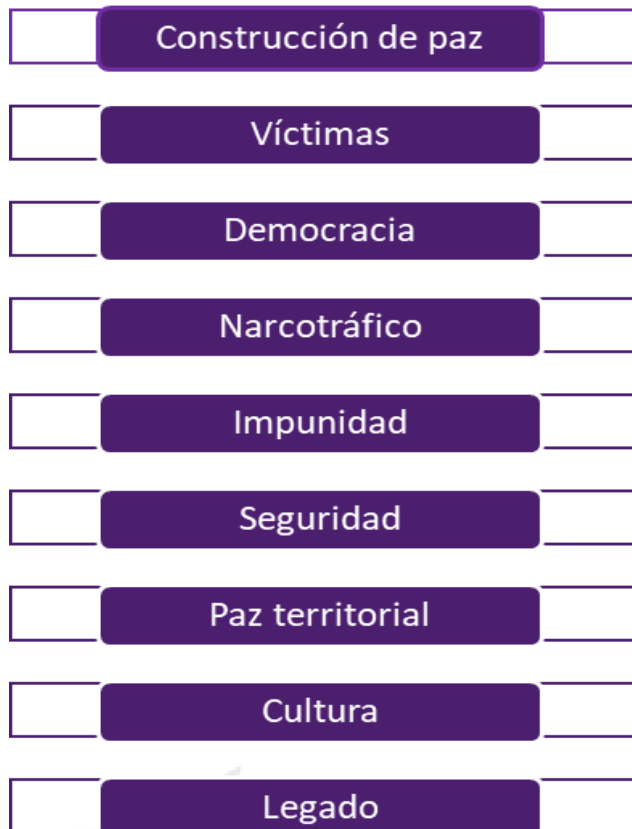 Construcción de paz
Víctimas
Democracia
Narcotráfico
Impunidad
Seguridad
Paz territorial
Cultura
Legado